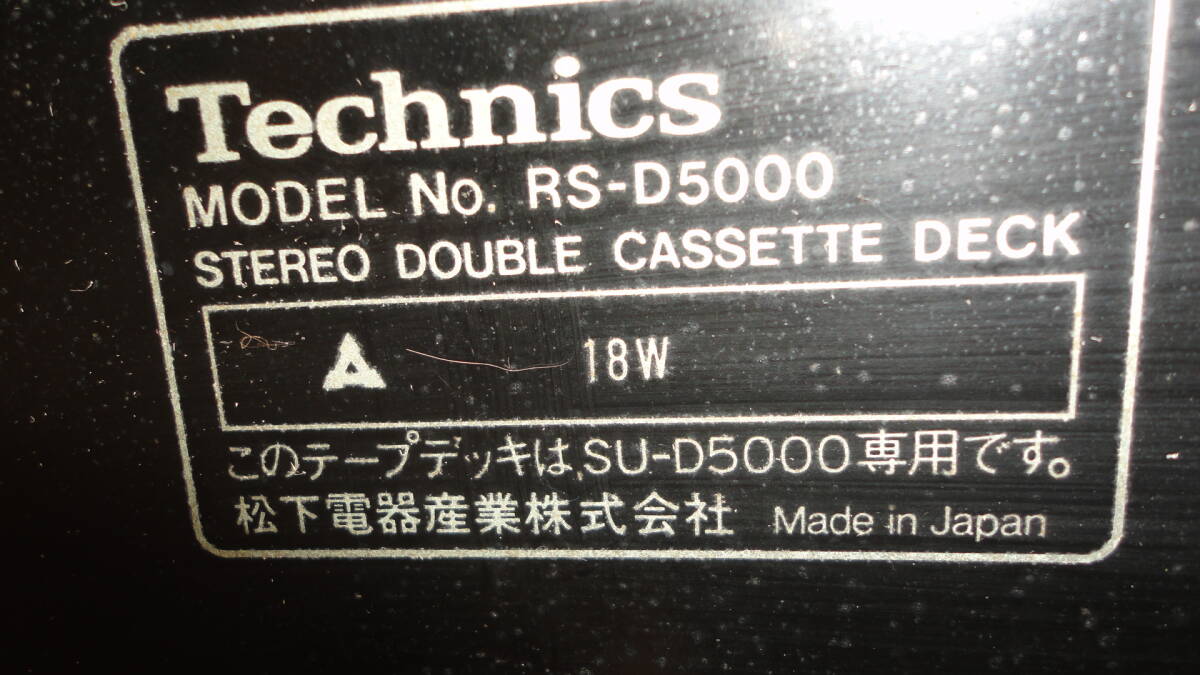 Technics
MODEL No. RS-D5000
STEREO DOUBLE CASSETTE DECK
18W
このテープデッキは,SU-D5000専用です。
松下電器産業株式会社 Made in Japan